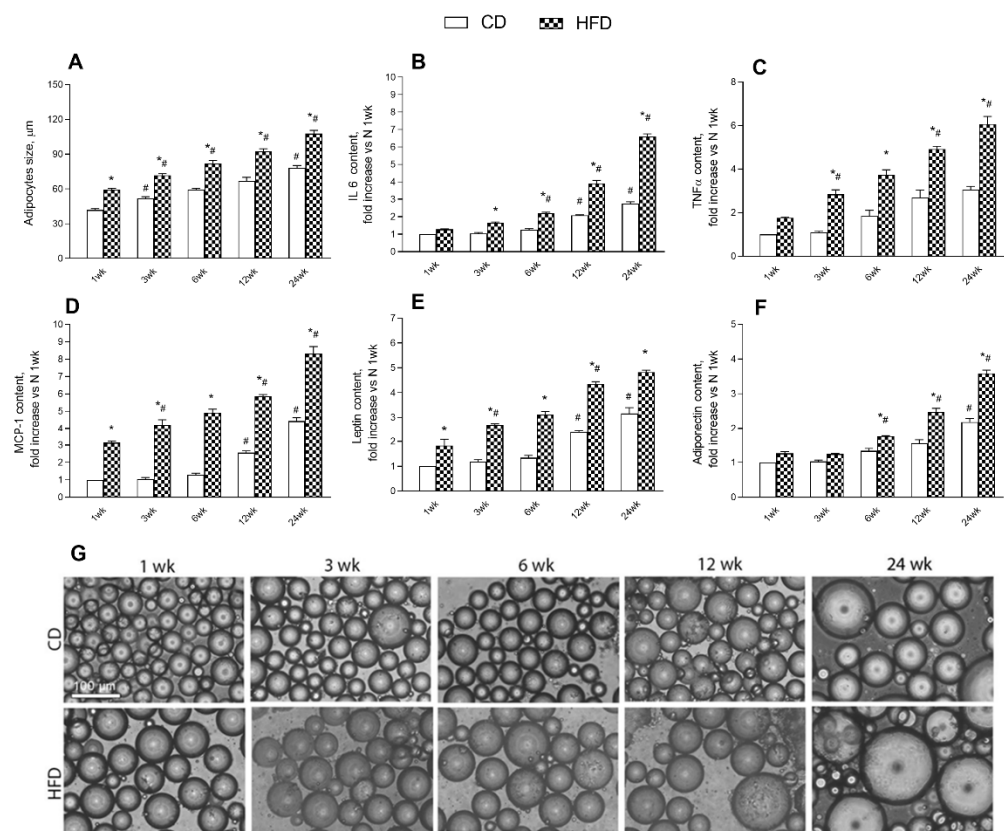 CD HFD
A
Adipocytes size, μm
150
120
90
60
30
0
*
#
*#
*#
*#
#
*#
1wk
3wk
6wk
12wk
24wk
B
IL 6 content,
fold increase vs N 1wk
10
9
8
7
6
5
4
3
2
1
0
*
*#
#
*#
#
*#
1wk
3wk
6wk
12wk
24wk
C
TNFα content,
fold increase vs N 1wk
8
6
4
2
0
*#
*
*#
*#
1wk
3wk
6wk
12wk
24wk
D
MCP-1 content,
fold increase vs N 1wk
10
9
8
7
6
5
4
3
2
1
0
*
*#
*
#
*#
#
*#
1wk
3wk
6wk
12wk
24wk
E
Leptin content,
fold increase vs N 1wk
7
6
5
4
3
2
1
0
*
*#
*
#
*#
#
*
1wk
3wk
6wk
12wk
24wk
F
Adiporectin content,
fold increase vs N 1wk
5
4
3
2
1
0
*#
*#
#
*#
1wk
3wk
6wk
12wk
24wk
G
1 wk 3 wk 6 wk 12 wk 24 wk
CD
100 μm
HFD